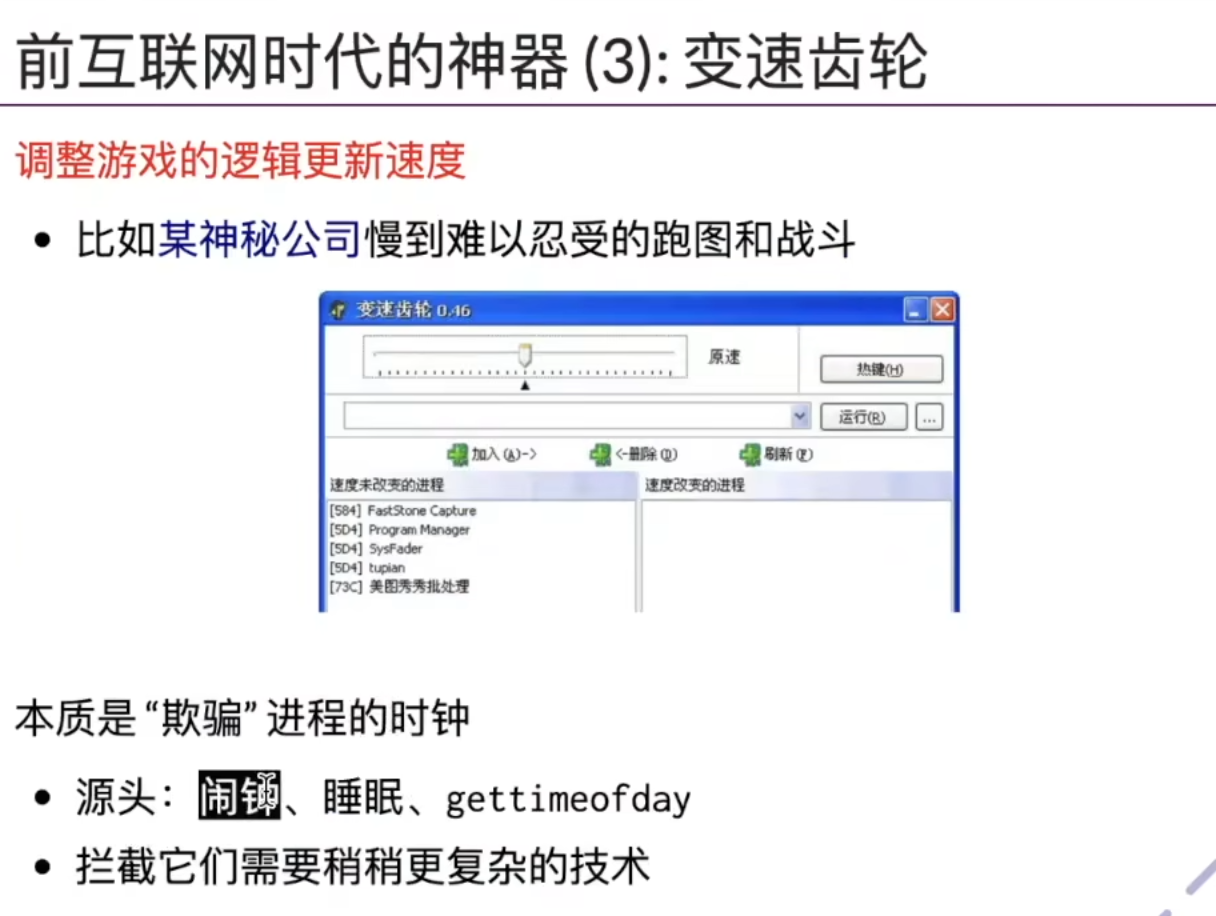 前互联网时代的神器 (3): 变速齿轮
调整游戏的逻辑更新速度
• 比如某神秘公司慢到难以忍受的跑图和战斗
变速齿轮 0.46
原速
热键(H)
运行(R)
...
加入 (A)->
<-删除 (D)
刷新 (F)
速度未改变的进程
速度改变的进程
[584] FastStone Capture
[5D4] Program Manager
[5D4] SysFader
[5D4] tupian
[73C] 美图秀秀批处理
本质是 “欺骗” 进程的时钟
• 源头：闹钟、睡眠、gettimeofday
• 拦截它们需要稍稍更复杂的技术